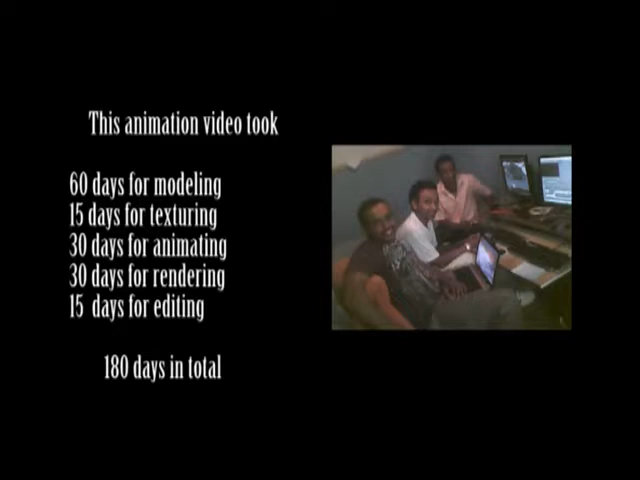 This animation video took
60 days for modeling
15 days for texturing
30 days for animating
30 days for rendering
15 days for editing
180 days in total